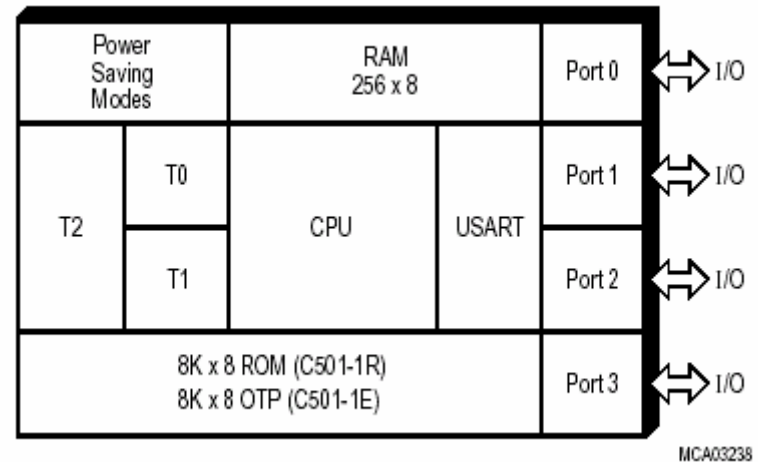 Power
Saving
Modes
RAM
256 x 8
Port 0
I/O
T2
T0
T1
CPU
USART
Port 1
I/O
Port 2
I/O
8K x 8 ROM (C501-1R)
8K x 8 OTP (C501-1E)
Port 3
I/O
MCA03238